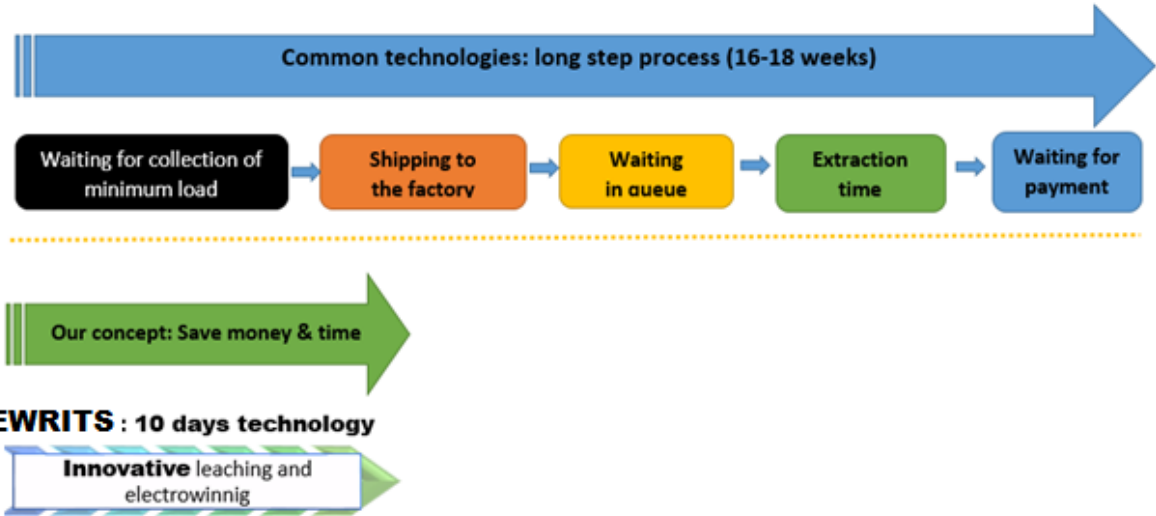 Common technologies: long step process (16-18 weeks)
Waiting for collection of
minimum load
Shipping to
the factory
Waiting
in queue
Extraction
time
Waiting for
payment
Our concept: Save money & time
EWRITS : 10 days technology
Innovative leaching and
electrowinnig